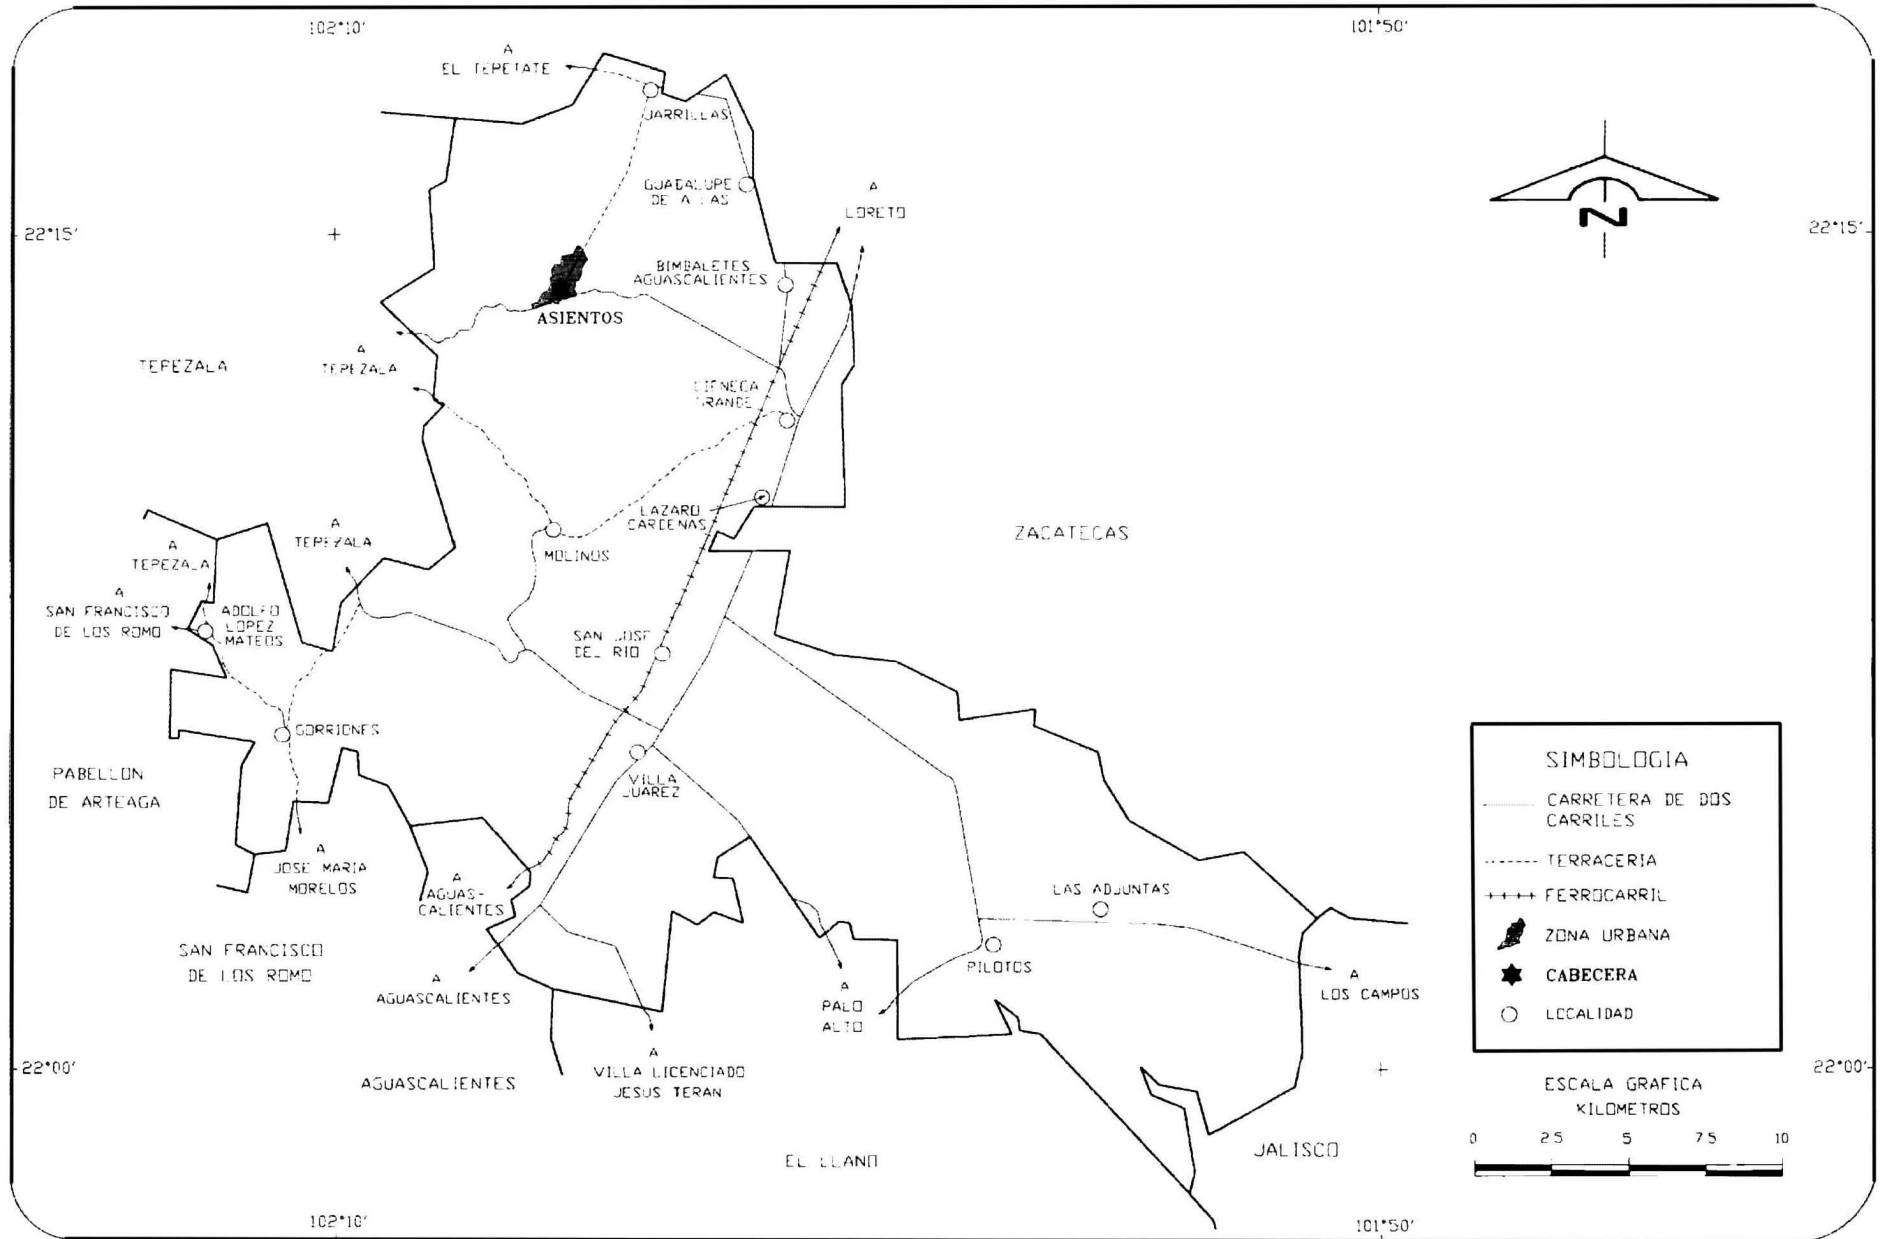 102°10'
101°50'
A
EL TEPETATE
JARRILLAS
GUADALUPE
DE
A
LORETO
22°15'
22°15'
N
BIMBALETES
AGUASCALIENTES
ASIENTOS
TEPEZALA
A
TEPEZALA
CIENEGA
GRANDE
LAZARO
CARDENAS
ZACATECAS
MOLINOS
A
TEPEZALA
A
TEPEZALA
A
SAN FRANCISCO
DE LOS ROMO
ADOLFO
LOPEZ
MATEOS
SAN JOSE
DEL RIO
GORRIONES
VILLA
JUAREZ
PABELLON
DE ARTEAGA
A
JOSE MARIA
MORELOS
A
AGUAS-
CALIENTES
LAS ADJUNTAS
SAN FRANCISCO
DE LOS ROMO
A
AGUASCALIENTES
PILOTOS
A
PALO
ALTO
A
LOS CAMPOS
A
VILLA LICENCIADO
JESUS TERAN
AGUASCALIENTES
EL LLANO
JALISCO
SIMBOLOGIA
CARRETERA DE DOS
CARRILES
TERRACERIA
FERROCARRIL
ZONA URBANA
CABECERA
LOCALIDAD
22°00'
22°00'
ESCALA GRAFICA
KILOMETROS
0 2.5 5 7.5 10
102°10'
101°50'